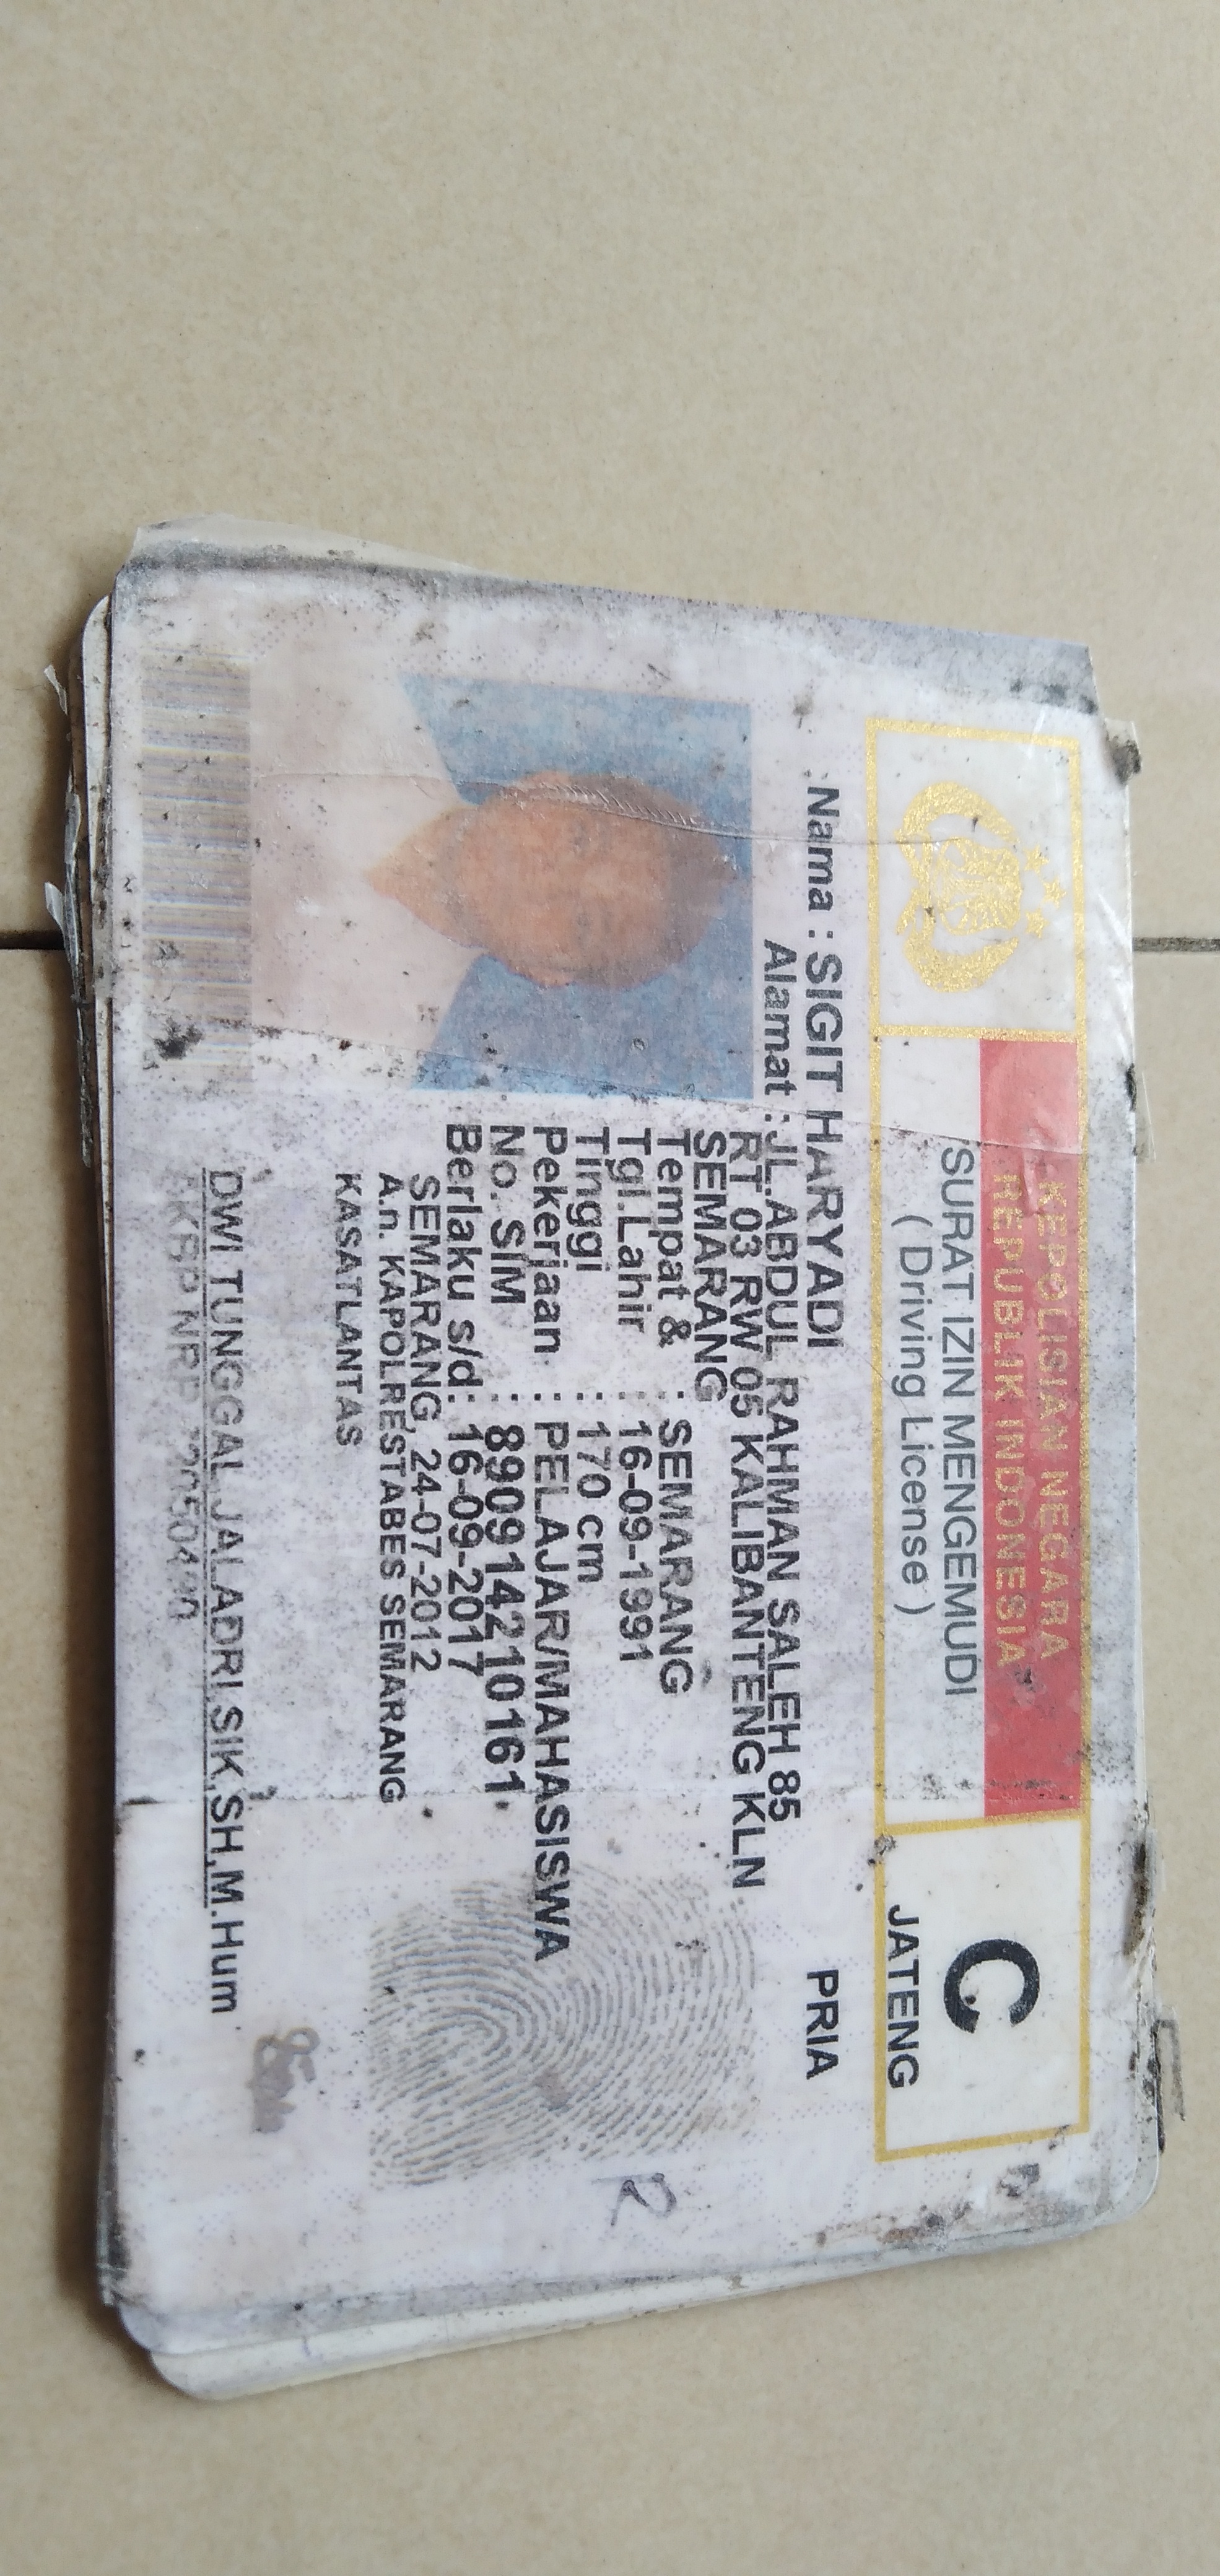 KEPOLISIAN NEGARA
REPUBLIK INDONESIA
SURAT IZIN MENGEMUDI
( Driving License )
C
JATENG
Nama : SIGIT HARYADI PRIA
Alamat : JL.ABDUL RAHMAN SALEH 85
RT 03 RW 05 KALIBANTENG KLN
SEMARANG
Tempat & : SEMARANG
Tgl.Lahir : 16-09-1991
Tinggi : 170 cm
Pekerjaan : PELAJAR/MAHASISWA
No. SIM : 890914210161
Berlaku s/d : 16-09-2017
SEMARANG, 24-07-2012
A.n. KAPOLRESTABES SEMARANG
KASATLANTAS
DWI TUNGGAL JALADRI.SIK,SH,M.Hum